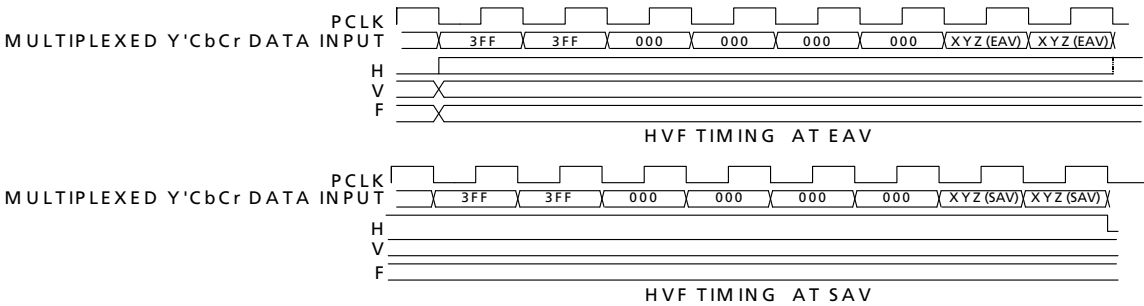 PCLK
MULTIPLEXED Y'CbCr DATA INPUT 3FF 3FF 000 000 000 000 XYZ (EAV) XYZ (EAV)
H
V
F
HVF TIMING AT EAV
PCLK
MULTIPLEXED Y'CbCr DATA INPUT 3FF 3FF 000 000 000 000 XYZ (SAV) XYZ (SAV)
H
V
F
HVF TIMING AT SAV